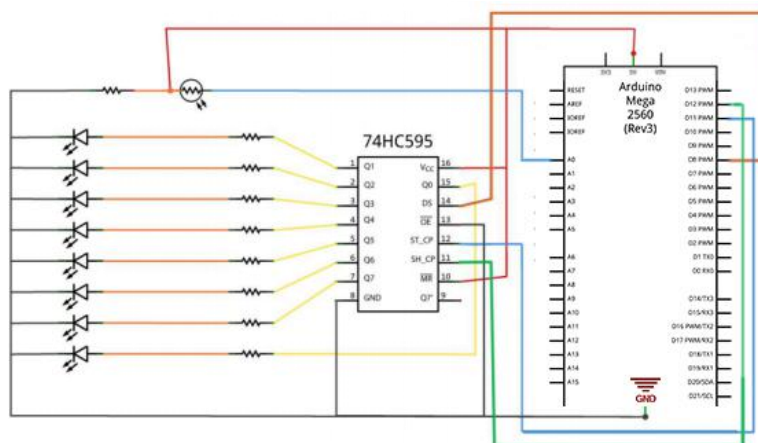 5V
Arduino
Mega
2560
(Rev3)
RESET
AREF
IOREF
IOREF
A0
A1
A2
A3
A4
A5
A6
A7
A8
A9
A10
A11
A12
A13
A14
A15
D13 PWM
D12 PWM
D11 PWM
D10 PWM
D9 PWM
D8 PWM
D7 PWM
D6 PWM
D5 PWM
D4 PWM
D3 PWM
D2 PWM
D1 TX0
D0 RX0
D14/TX3
D15/RX3
D16 PWM/TX2
D17 PWM/RX2
D18/TX1
D19/RX1
D20/SDA
D21/SCL
GND
74HC595
1 Q1 VCC 16
2 Q2 Q0 15
3 Q3 DS 14
4 Q4 OE 13
5 Q5 ST_CP 12
6 Q6 SH_CP 11
7 Q7 MR 10
8 GND Q7' 9